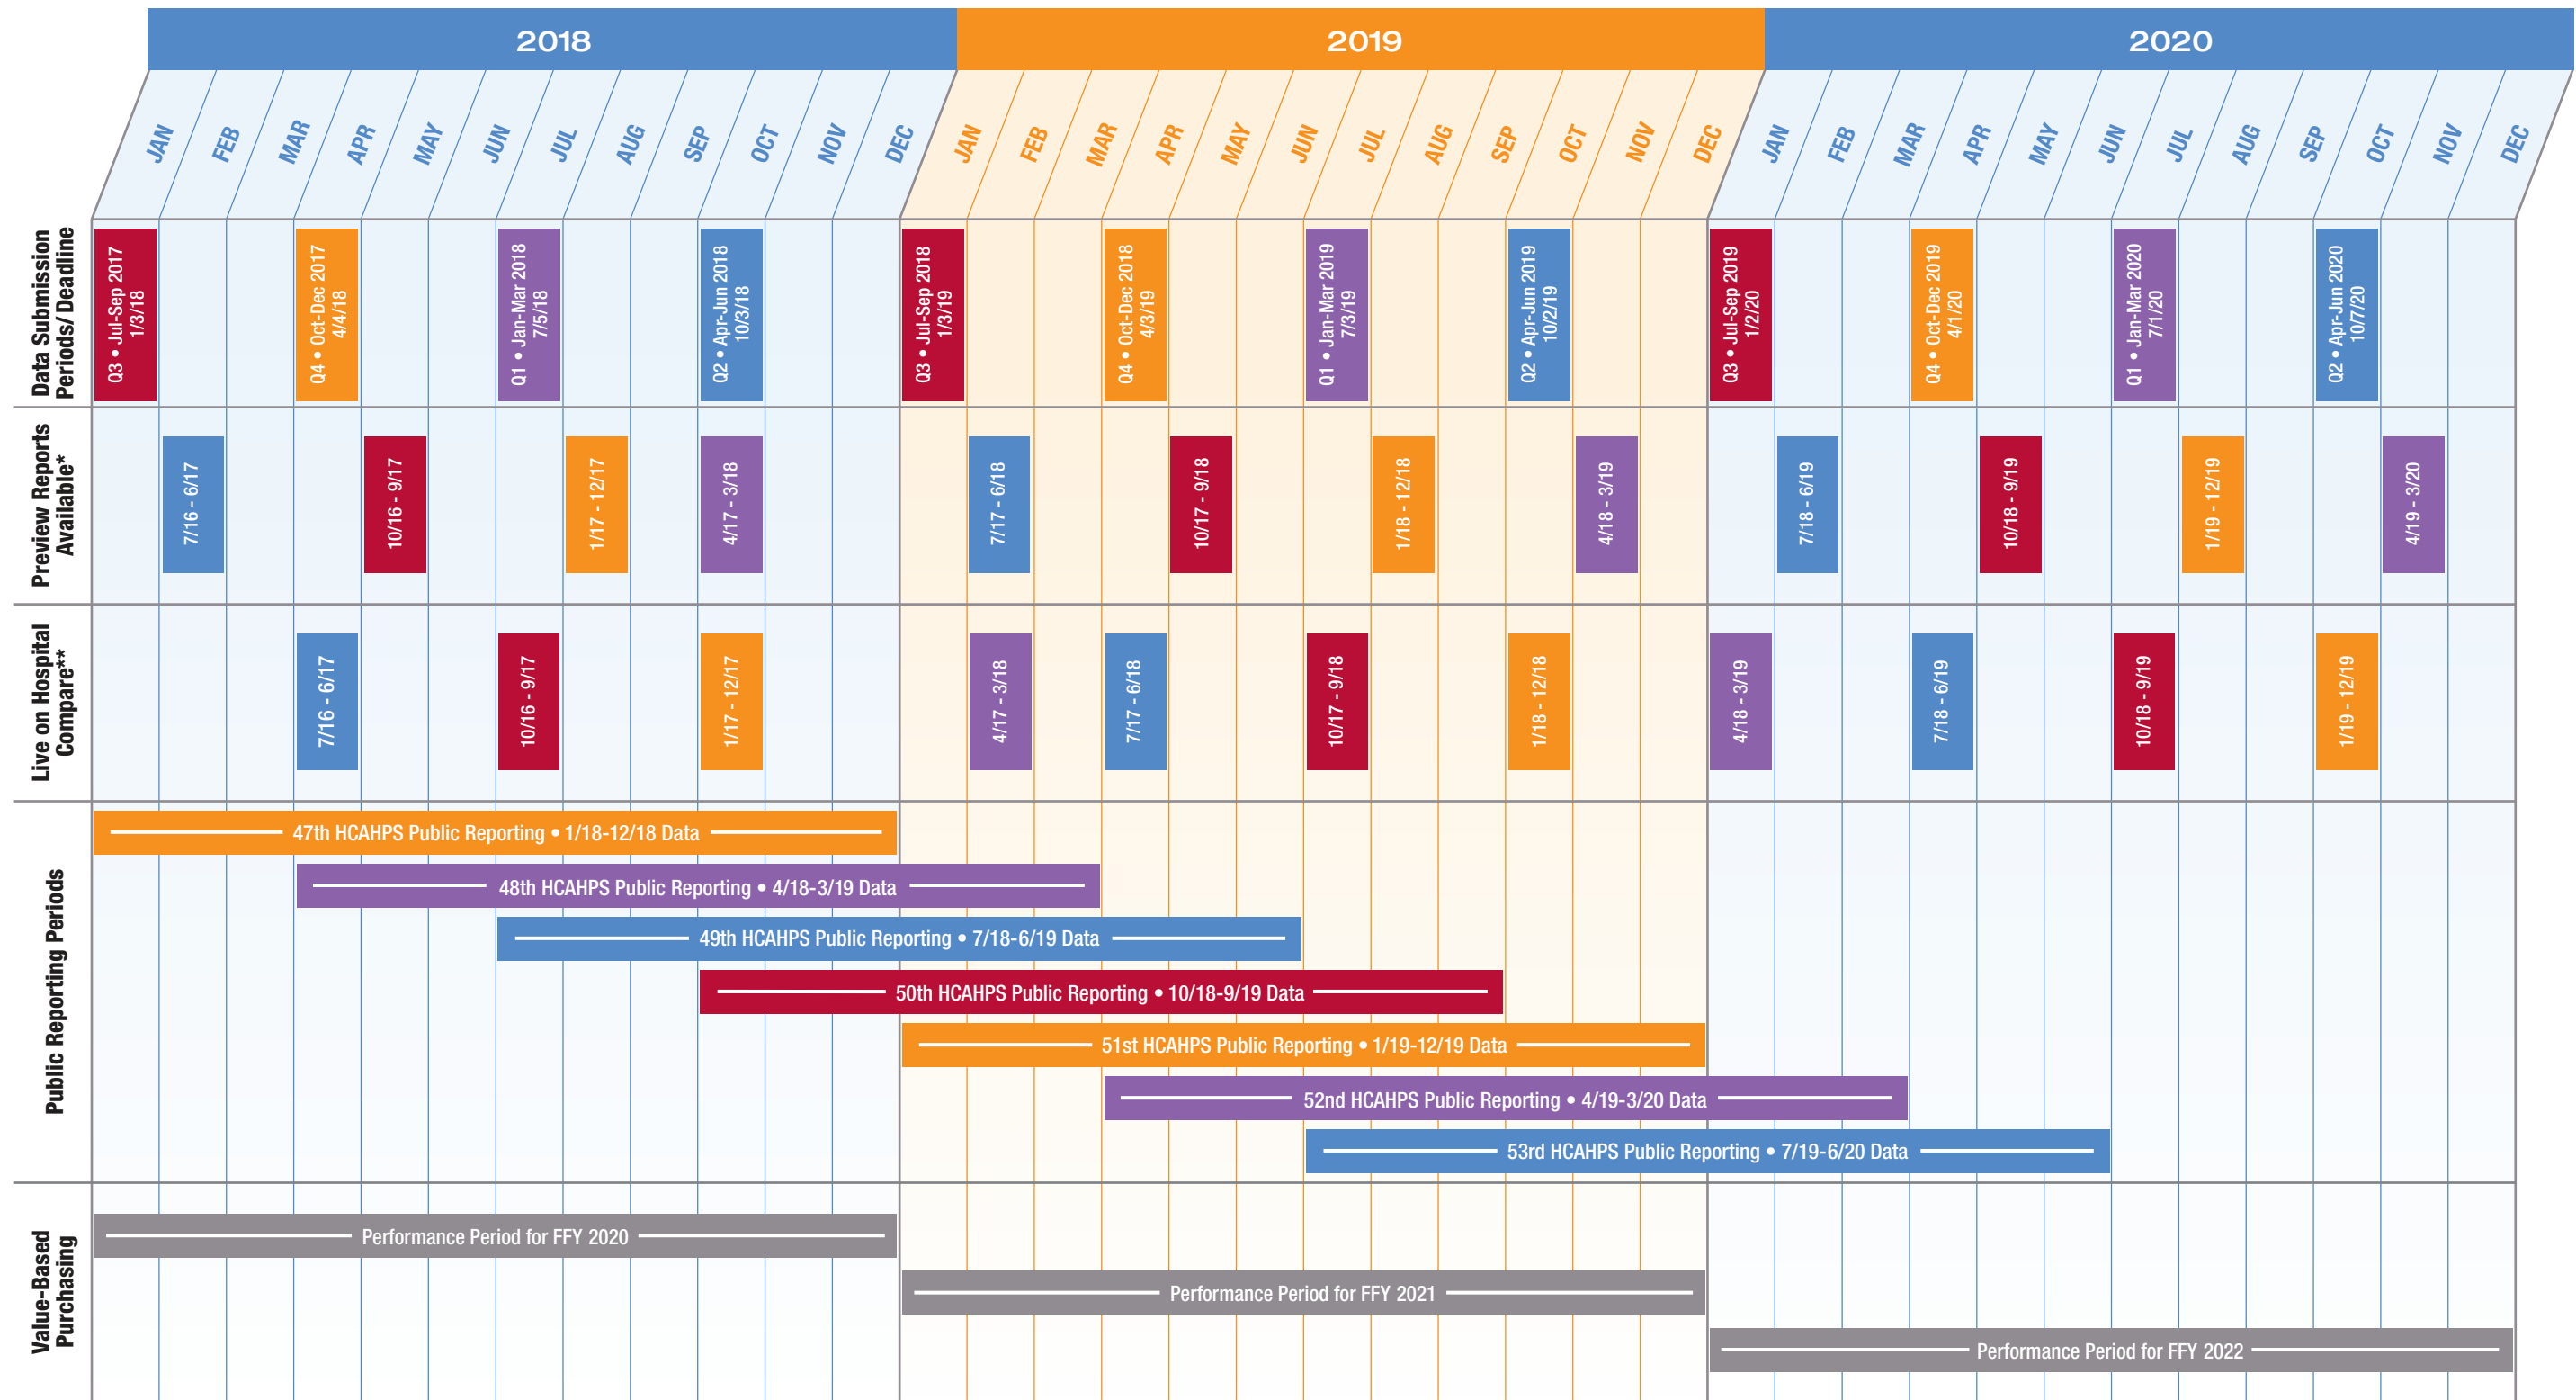 2018
2019
2020
JAN
FEB
MAR
APR
MAY
JUN
JUL
AUG
SEP
OCT
NOV
DEC
JAN
FEB
MAR
APR
MAY
JUN
JUL
AUG
SEP
OCT
NOV
DEC
JAN
FEB
MAR
APR
MAY
JUN
JUL
AUG
SEP
OCT
NOV
DEC
Data Submission
Periods/Deadline
Q3 • Jul-Sep 2017
1/3/18
Q4 • Oct-Dec 2017
4/4/18
Q1 • Jan-Mar 2018
7/5/18
Q2 • Apr-Jun 2018
10/3/18
Q3 • Jul-Sep 2018
1/3/19
Q4 • Oct-Dec 2018
4/3/19
Q1 • Jan-Mar 2019
7/3/19
Q2 • Apr-Jun 2019
10/2/19
Q3 • Jul-Sep 2019
1/2/20
Q4 • Oct-Dec 2019
4/1/20
Q1 • Jan-Mar 2020
7/1/20
Q2 • Apr-Jun 2020
10/7/20
Preview Reports
Available*
7/16 - 6/17
10/16 - 9/17
1/17 - 12/17
4/17 - 3/18
7/17 - 6/18
10/17 - 9/18
1/18 - 12/18
4/18 - 3/19
7/18 - 6/19
10/18 - 9/19
1/19 - 12/19
4/19 - 3/20
Live on Hospital
Compare**
7/16 - 6/17
10/16 - 9/17
1/17 - 12/17
4/17 - 3/18
7/17 - 6/18
10/17 - 9/18
1/18 - 12/18
4/18 - 3/19
7/18 - 6/19
10/18 - 9/19
1/19 - 12/19
Public Reporting Periods
47th HCAHPS Public Reporting • 1/18-12/18 Data
48th HCAHPS Public Reporting • 4/18-3/19 Data
49th HCAHPS Public Reporting • 7/18-6/19 Data
50th HCAHPS Public Reporting • 10/18-9/19 Data
51st HCAHPS Public Reporting • 1/19-12/19 Data
52nd HCAHPS Public Reporting • 4/19-3/20 Data
53rd HCAHPS Public Reporting • 7/19-6/20 Data
Value-Based
Purchasing
Performance Period for FFY 2020
Performance Period for FFY 2021
Performance Period for FFY 2022